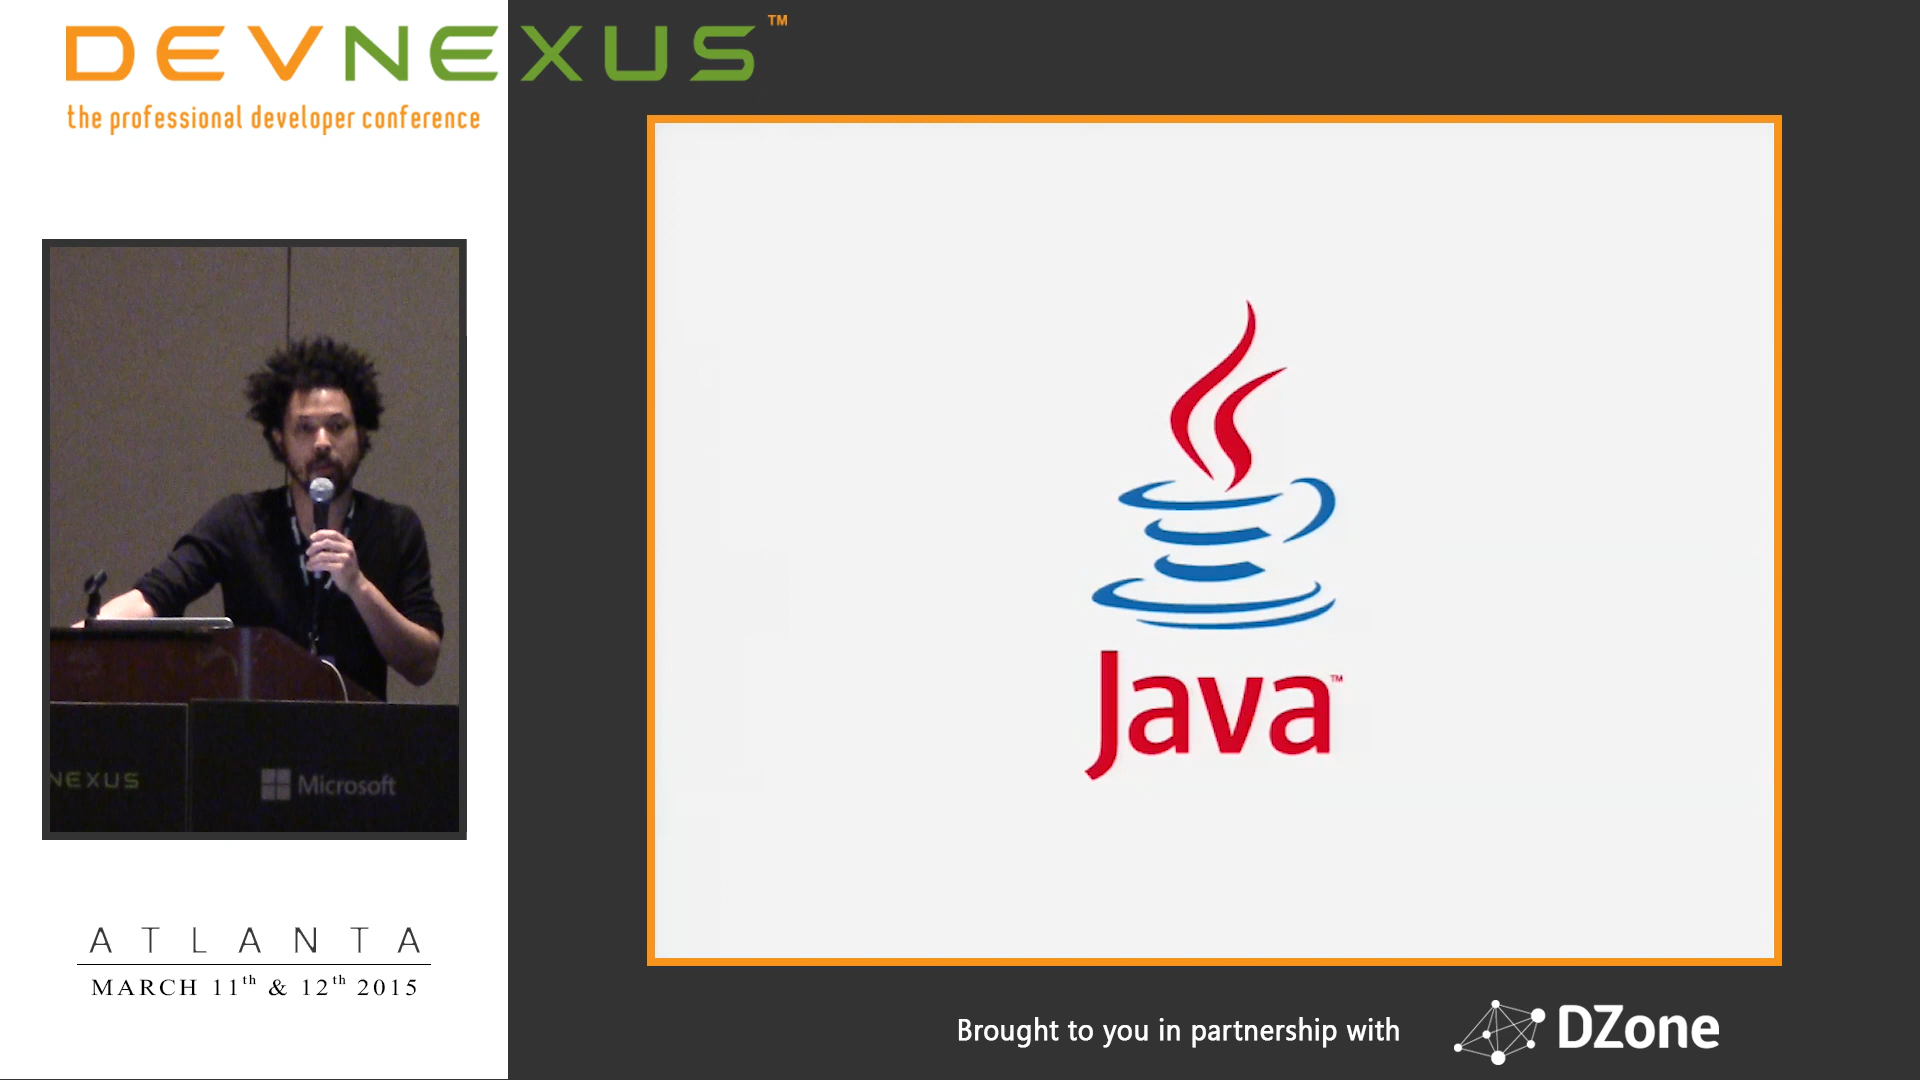 DEVNEXUS™
the professional developer conference
NEXUS
Microsoft
ATLANTA
MARCH 11th & 12th 2015
Java™
Brought to you in partnership with
DZone